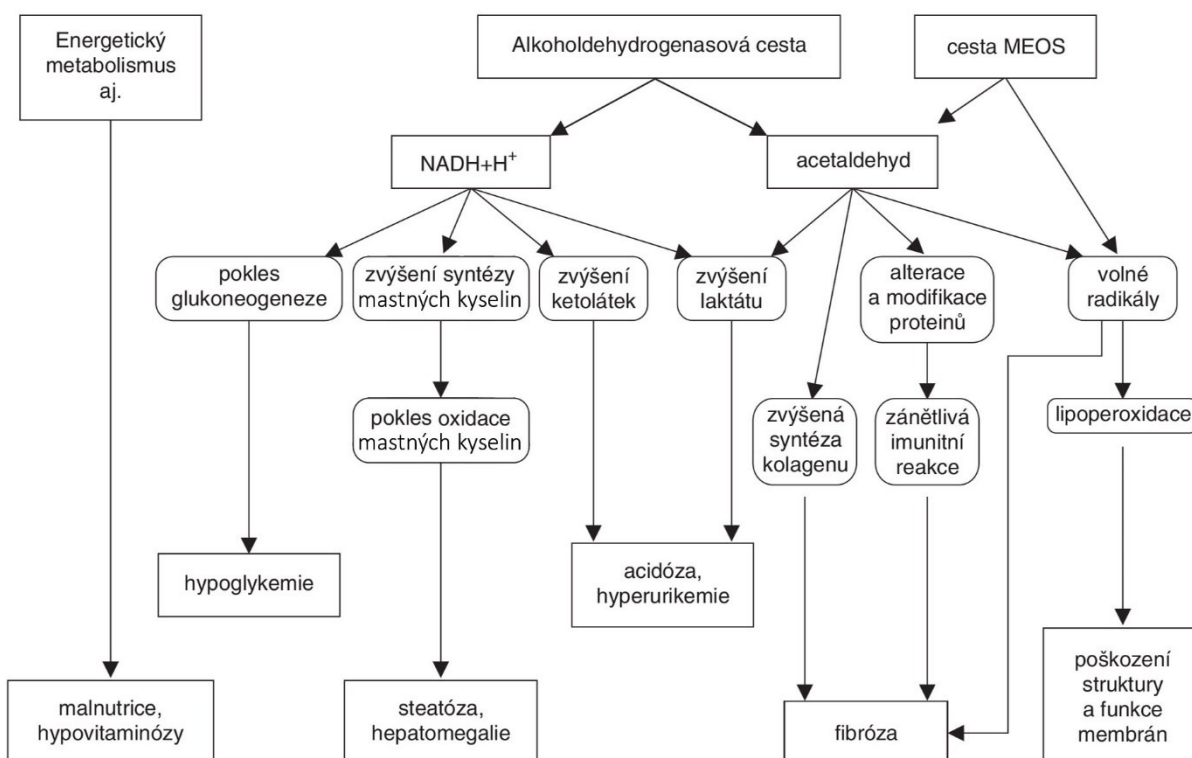 Energetický
metabolismus
aj.
Alkoholdehydrogenasová cesta
cesta MEOS
NADH+H⁺
acetaldehyd
pokles
glukoneogeneze
zvýšení syntézy
mastných kyselin
zvýšení
ketolátek
zvýšení
laktátu
alterace
a modifikace
proteinů
volné
radikály
pokles oxidace
mastných kyselin
zvýšená
syntéza
kolagenu
zánětlivá
imunitní
reakce
lipoperoxidace
hypoglykemie
acidóza,
hyperurikemie
malnutrice,
hypovitaminózy
steatóza,
hepatomegalie
fibróza
poškození
struktury
a funkce
membrán